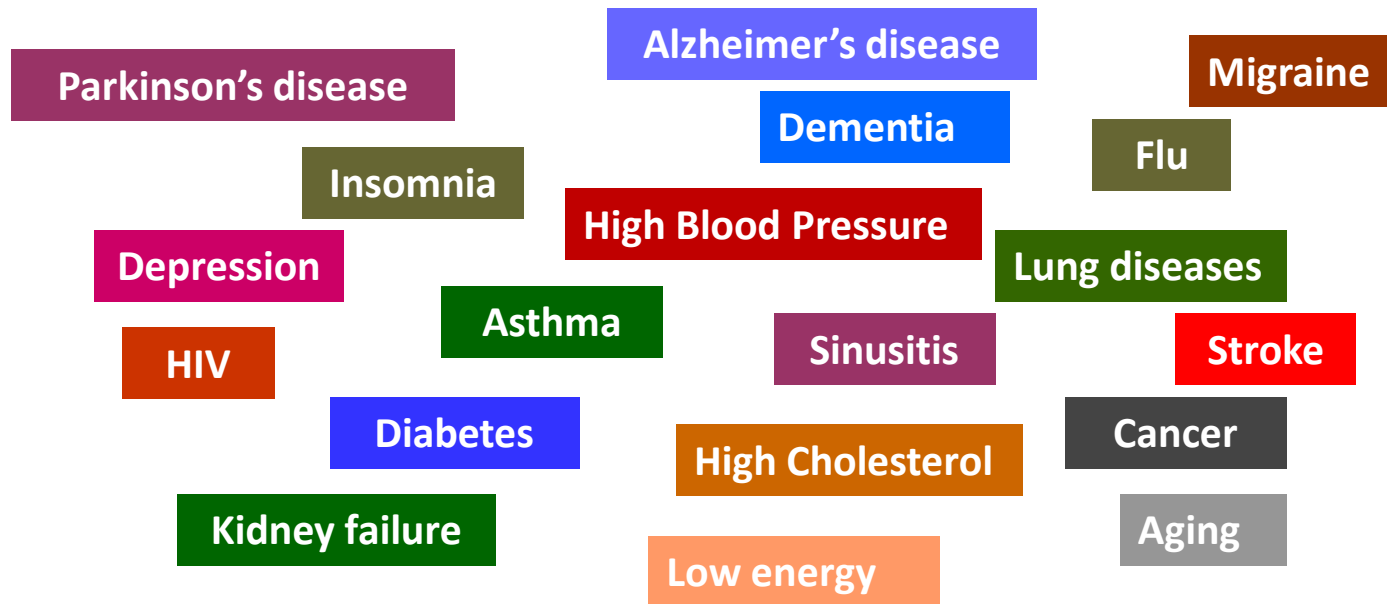 Alzheimer’s disease
Parkinson’s disease
Migraine
Dementia
Flu
Insomnia
High Blood Pressure
Depression
Lung diseases
Asthma
Sinusitis
Stroke
HIV
Diabetes
Cancer
High Cholesterol
Kidney failure
Aging
Low energy